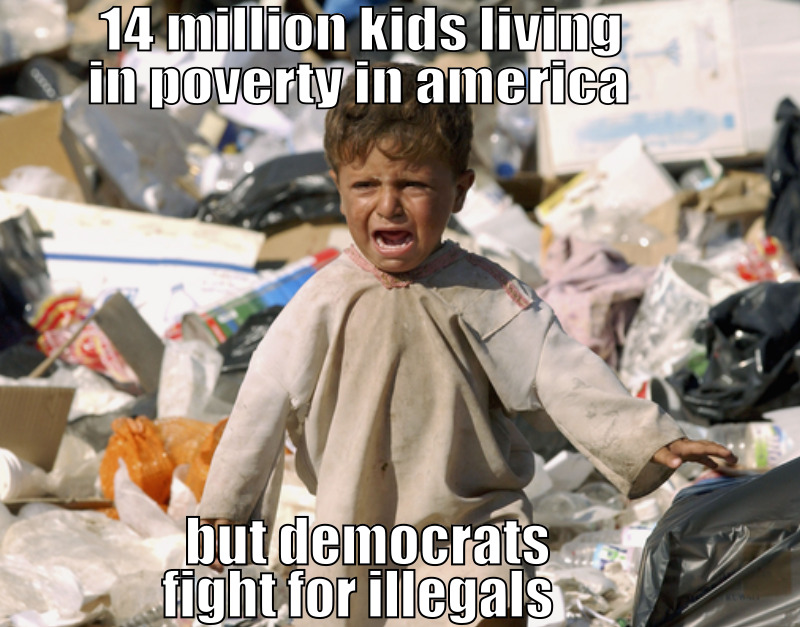 14 million kids living
in poverty in america
but democrats
fight for illegals